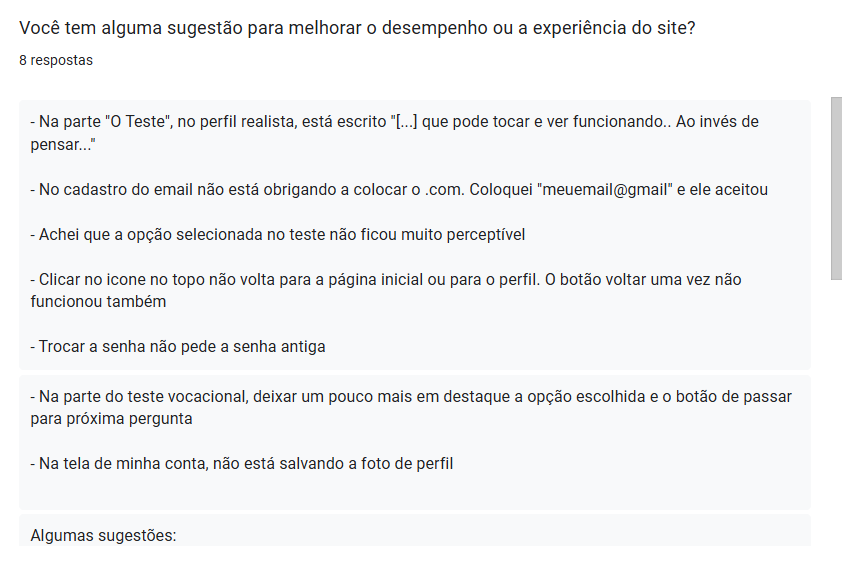 Você tem alguma sugestão para melhorar o desempenho ou a experiência do site?
8 respostas
- Na parte "O Teste", no perfil realista, está escrito "[...] que pode tocar e ver funcionando.. Ao invés de
pensar..."
- No cadastro do email não está obrigando a colocar o .com. Coloquei "meuemail@gmail" e ele aceitou
- Achei que a opção selecionada no teste não ficou muito perceptível
- Clicar no icone no topo não volta para a página inicial ou para o perfil. O botão voltar uma vez não
funcionou também
- Trocar a senha não pede a senha antiga
- Na parte do teste vocacional, deixar um pouco mais em destaque a opção escolhida e o botão de passar
para próxima pergunta
- Na tela de minha conta, não está salvando a foto de perfil
Algumas sugestões: